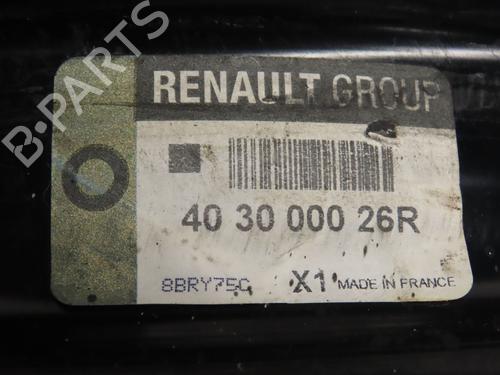 B-PARTS
RENAULT GROUP
40 30 000 26R
8BRY75C X1 MADE IN FRANCE